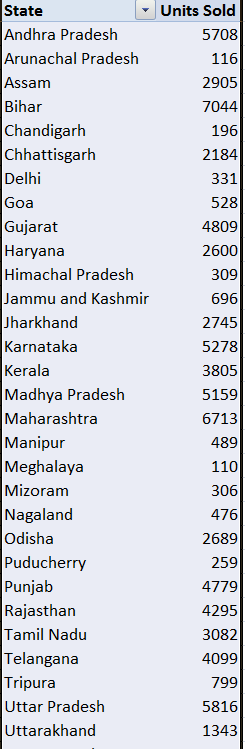 State Units Sold
Andhra Pradesh 5708
Arunachal Pradesh 116
Assam 2905
Bihar 7044
Chandigarh 196
Chhattisgarh 2184
Delhi 331
Goa 528
Gujarat 4809
Haryana 2600
Himachal Pradesh 309
Jammu and Kashmir 696
Jharkhand 2745
Karnataka 5278
Kerala 3805
Madhya Pradesh 5159
Maharashtra 6713
Manipur 489
Meghalaya 110
Mizoram 306
Nagaland 476
Odisha 2689
Puducherry 259
Punjab 4779
Rajasthan 4295
Tamil Nadu 3082
Telangana 4099
Tripura 799
Uttar Pradesh 5816
Uttarakhand 1343